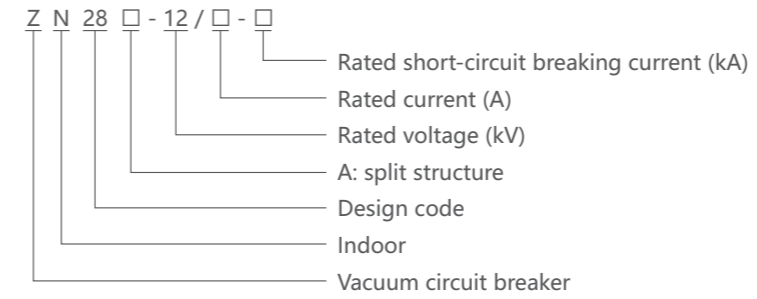 Z N 28 □ - 12 / □ - □
Rated short-circuit breaking current (kA)
Rated current (A)
Rated voltage (kV)
A: split structure
Design code
Indoor
Vacuum circuit breaker